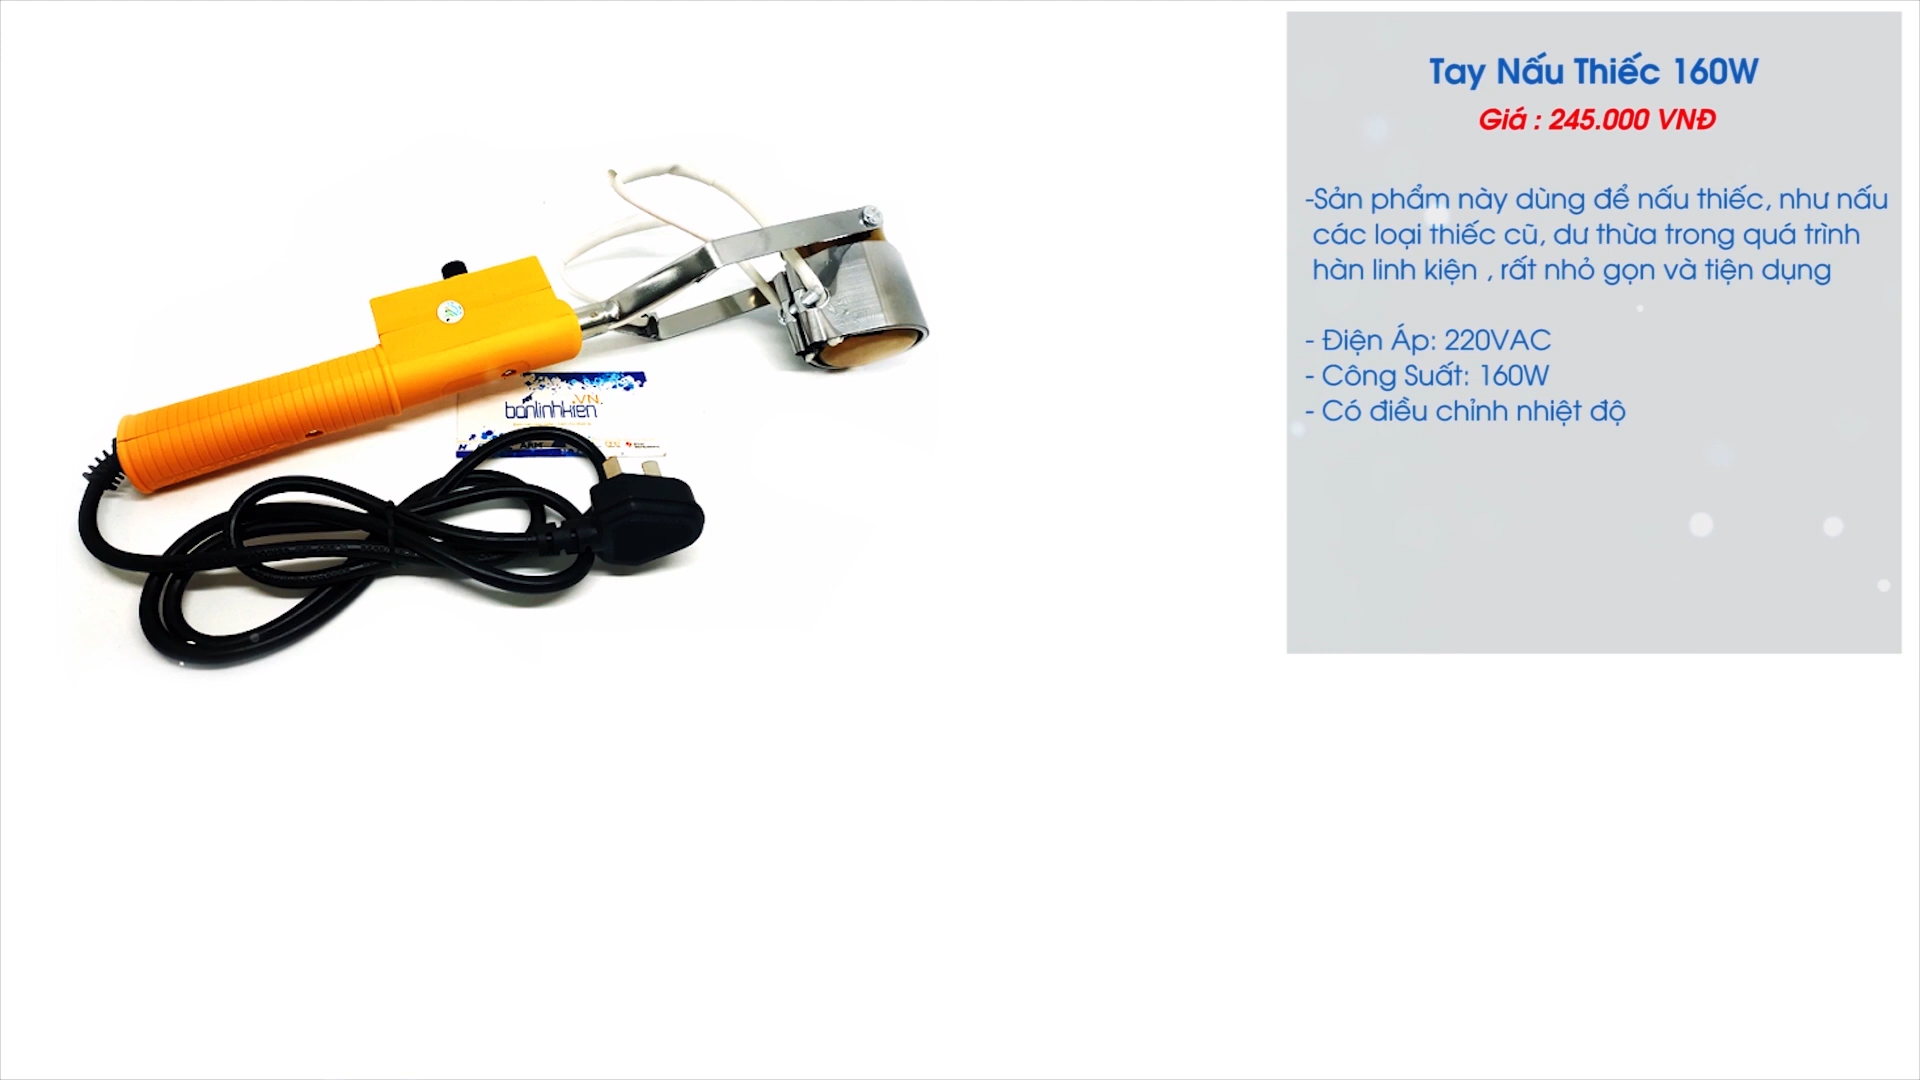 Tay Nấu Thiếc 160W
Giá : 245.000 VNĐ
-Sản phẩm này dùng để nấu thiếc, như nấu
các loại thiếc cũ, dư thừa trong quá trình
hàn linh kiện , rất nhỏ gọn và tiện dụng
- Điện Áp: 220VAC
- Công Suất: 160W
- Có điều chỉnh nhiệt độ
.VN
banlinhkien
ARM